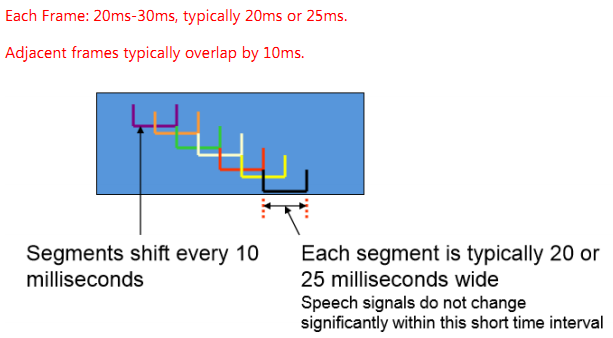 Each Frame: 20ms-30ms, typically 20ms or 25ms.
Adjacent frames typically overlap by 10ms.
Segments shift every 10
milliseconds
Each segment is typically 20 or
25 milliseconds wide
Speech signals do not change
significantly within this short time interval